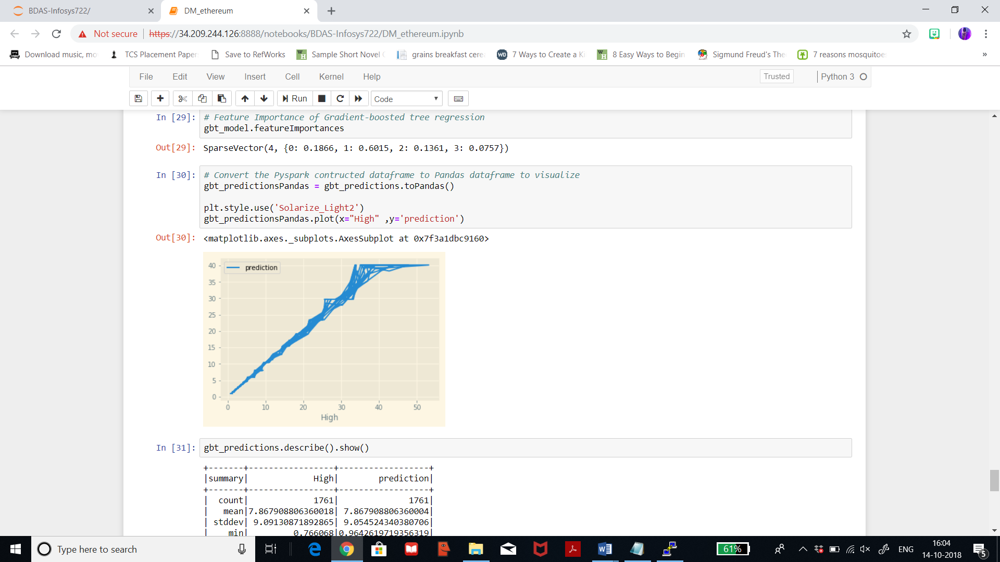 BDAS-Infosys722/
DM_ethereum
Not secure
https://34.209.244.126:8888/notebooks/BDAS-Infosys722/DM_ethereum.ipynb
Download music, mo
TCS Placement Paper
Save to RefWorks
Sample Short Novel
grains breakfast cere
WD
7 Ways to Create a Ki
8 Easy Ways to Begin
Sigmund Freud's The
7 reasons mosquitoe
»
File Edit View Insert Cell Kernel Help
Trusted
Python 3
Run
Code
In [29]: # Feature Importance of Gradient-boosted tree regression
gbt_model.featureImportances
Out[29]: SparseVector(4, {0: 0.1866, 1: 0.6015, 2: 0.1361, 3: 0.0757})
In [30]: # Convert the Pyspark contructed dataframe to Pandas dataframe to visualize
gbt_predictionsPandas = gbt_predictions.toPandas()
plt.style.use('Solarize_Light2')
gbt_predictionsPandas.plot(x="High" ,y='prediction')
Out[30]: <matplotlib.axes._subplots.AxesSubplot at 0x7f3a1dbc9160>
prediction
40
35
30
25
20
15
10
5
0
0 10 20 30 40 50
High
In [31]: gbt_predictions.describe().show()
+-------+-----------------+------------------+
|summary| High| prediction|
+-------+-----------------+------------------+
| count| 1761| 1761|
| mean|7.867908806360018| 7.867908806360004|
| stddev| 9.09130871892865| 9.054524340380706|
| min| 0.766068|0.9642619719356319|
Type here to search
61%
ENG
16:04
14-10-2018
5